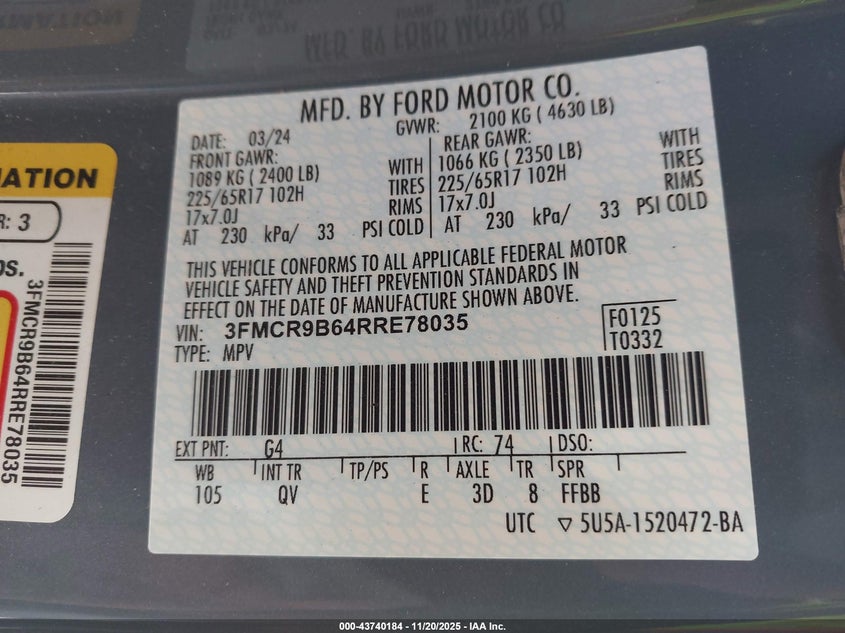 MFD. BY FORD MOTOR CO.
DATE: 03/24
GVWR: 2100 KG ( 4630 LB)
FRONT GAWR:
1089 KG ( 2400 LB) WITH
225/65R17 102H TIRES
17x7.0J RIMS
AT 230 kPa/ 33 PSI COLD
REAR GAWR: WITH
1066 KG ( 2350 LB) TIRES
225/65R17 102H RIMS
17x7.0J
AT 230 kPa/ 33 PSI COLD
THIS VEHICLE CONFORMS TO ALL APPLICABLE FEDERAL MOTOR
VEHICLE SAFETY AND THEFT PREVENTION STANDARDS IN
EFFECT ON THE DATE OF MANUFACTURE SHOWN ABOVE.
VIN: 3FMCR9B64RRE78035
TYPE: MPV
F0125
T0332
EXT PNT: G4 RC: 74 DSO:
WB INT TR TP/PS R AXLE TR SPR
105 QV E 3D 8 FFBB
UTC ▽ 5U5A-1520472-BA
R: 3
3FMCR9B64RRE78035
000-43740184 - 11/20/2025 - IAA Inc.